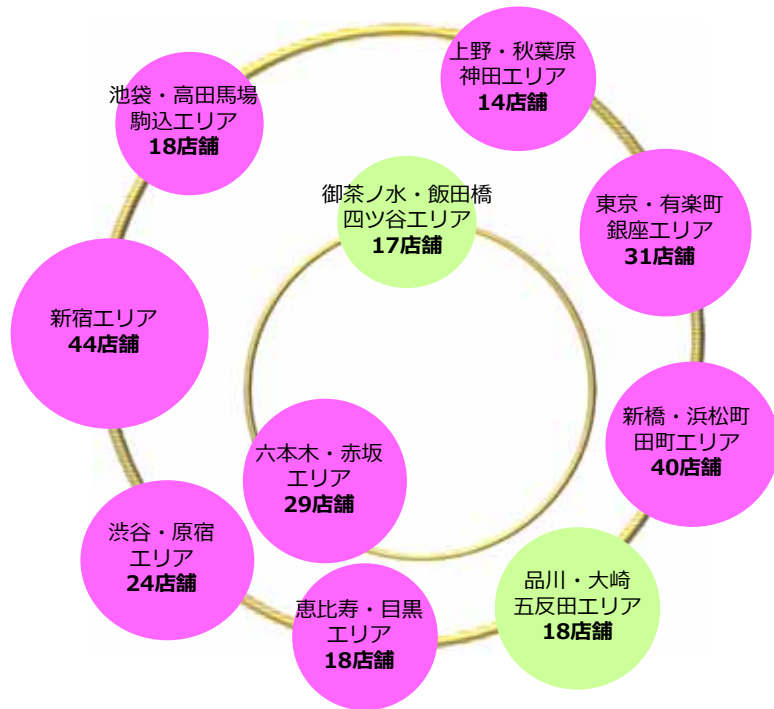 上野・秋葉原
神田エリア
14店舗
池袋・高田馬場
駒込エリア
18店舗
御茶ノ水・飯田橋
四ツ谷エリア
17店舗
東京・有楽町
銀座エリア
31店舗
新宿エリア
44店舗
新橋・浜松町
田町エリア
40店舗
六本木・赤坂
エリア
29店舗
渋谷・原宿
エリア
24店舗
品川・大崎
五反田エリア
18店舗
恵比寿・目黒
エリア
18店舗